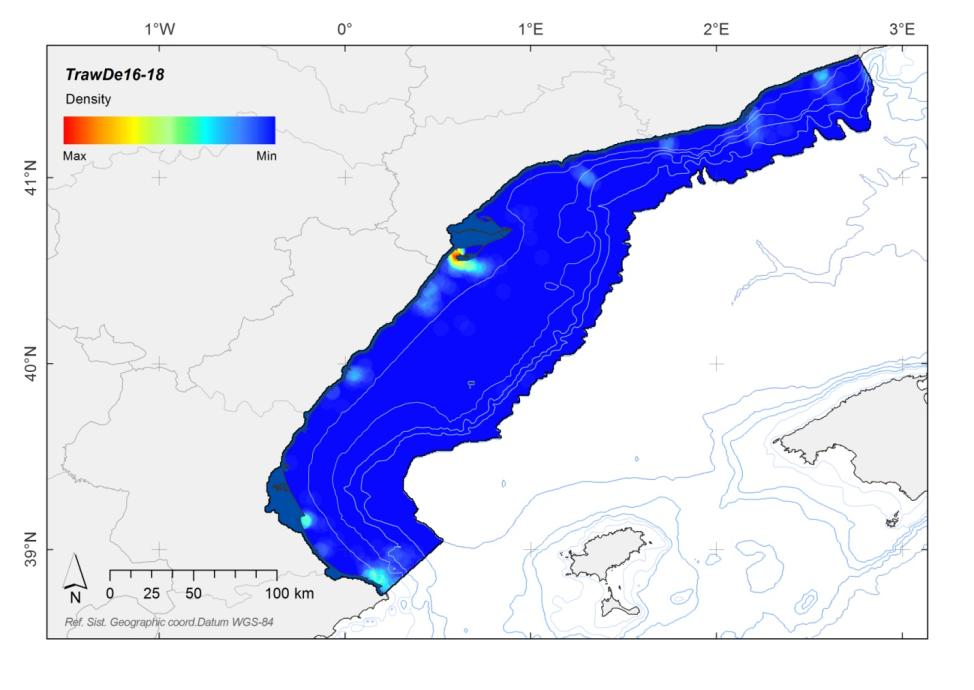 1°W 0° 1°E 2°E 3°E
TrawDe16-18
Density
Max Min
41°N
40°N
39°N
N
0 25 50 100 km
Ref. Sist. Geographic coord.Datum WGS-84